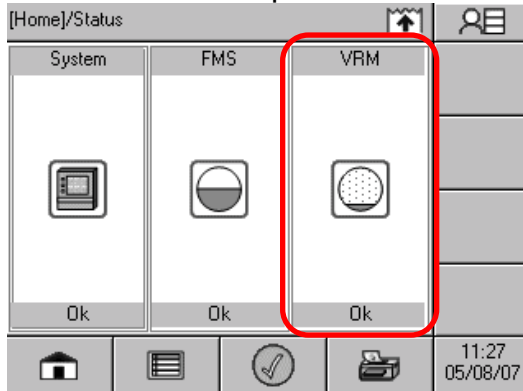 [Home]/Status
System FMS VRM
Ok Ok Ok
11:27
05/08/07